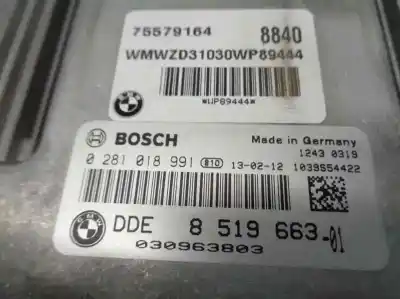 75579164 8840
WMWZD31030WP89444
WUP89444W
BOSCH Made in Germany
1243 0319
0 281 018 991 810 13-02-12 1039S54422
DDE 8 519 663-01
030963803